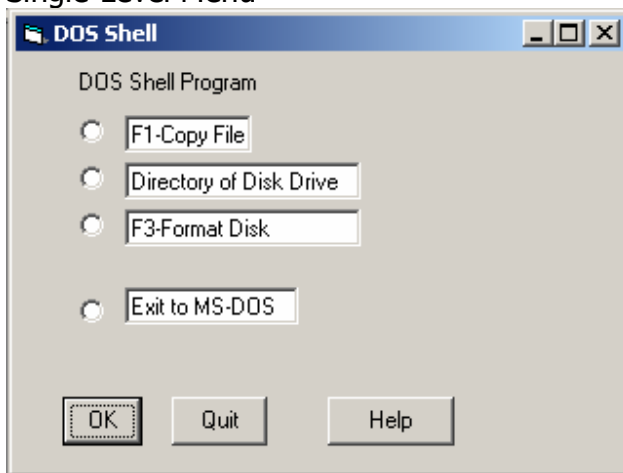 Single Level Menu
DOS Shell
DOS Shell Program
F1-Copy File
Directory of Disk Drive
F3-Format Disk
Exit to MS-DOS
OK Quit Help